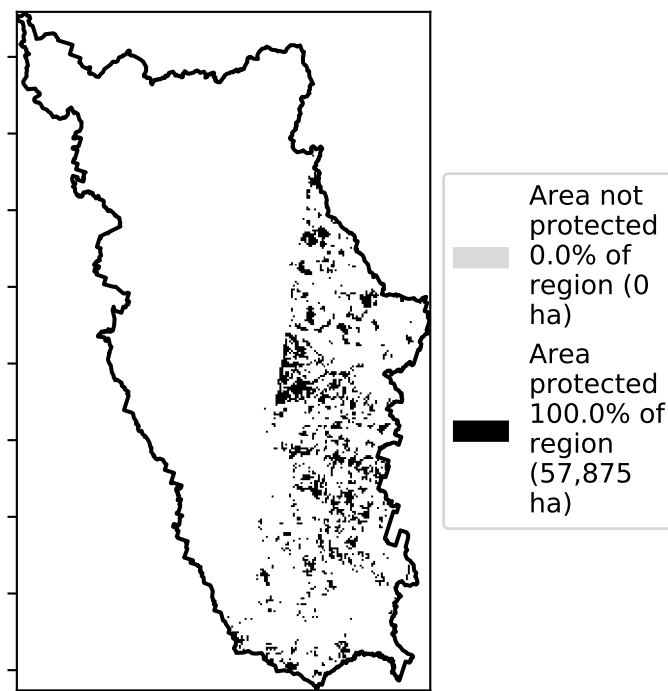 Area not
protected
0.0% of
region (0
ha)
Area
protected
100.0% of
region
(57,875
ha)